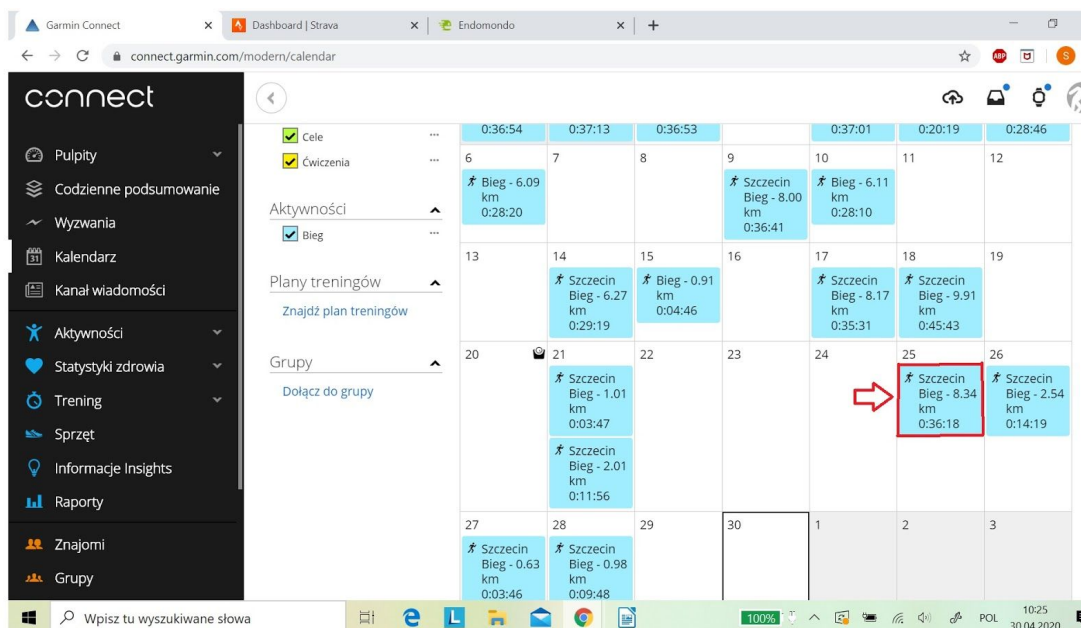 Garmin Connect
Dashboard | Strava
Endomondo
connect.garmin.com/modern/calendar
ABP
S
connect
Pulpity
Codzienne podsumowanie
Wyzwania
31
Kalendarz
Kanał wiadomości
Aktywności
Statystyki zdrowia
Trening
Sprzęt
Informacje Insights
Raporty
Znajomi
Grupy
Cele
Ćwiczenia
Aktywności
Bieg
Plany treningów
Znajdź plan treningów
Grupy
Dołącz do grupy
0:36:54 0:37:13 0:36:53 0:37:01 0:20:19 0:28:46
6 7 8 9 10 11 12
Bieg - 6.09
km
0:28:20
Szczecin
Bieg - 8.00
km
0:36:41
Bieg - 6.11
km
0:28:10
13 14 15 16 17 18 19
Szczecin
Bieg - 6.27
km
0:29:19
Bieg - 0.91
km
0:04:46
Szczecin
Bieg - 8.17
km
0:35:31
Szczecin
Bieg - 9.91
km
0:45:43
20 21 22 23 24 25 26
Szczecin
Bieg - 1.01
km
0:03:47
Szczecin
Bieg - 2.01
km
0:11:56
Szczecin
Bieg - 8.34
km
0:36:18
Szczecin
Bieg - 2.54
km
0:14:19
27 28 29 30 1 2 3
Szczecin
Bieg - 0.63
km
0:03:46
Szczecin
Bieg - 0.98
km
0:09:48
Wpisz tu wyszukiwane słowa
L
100%
POL
10:25
30.04.2020